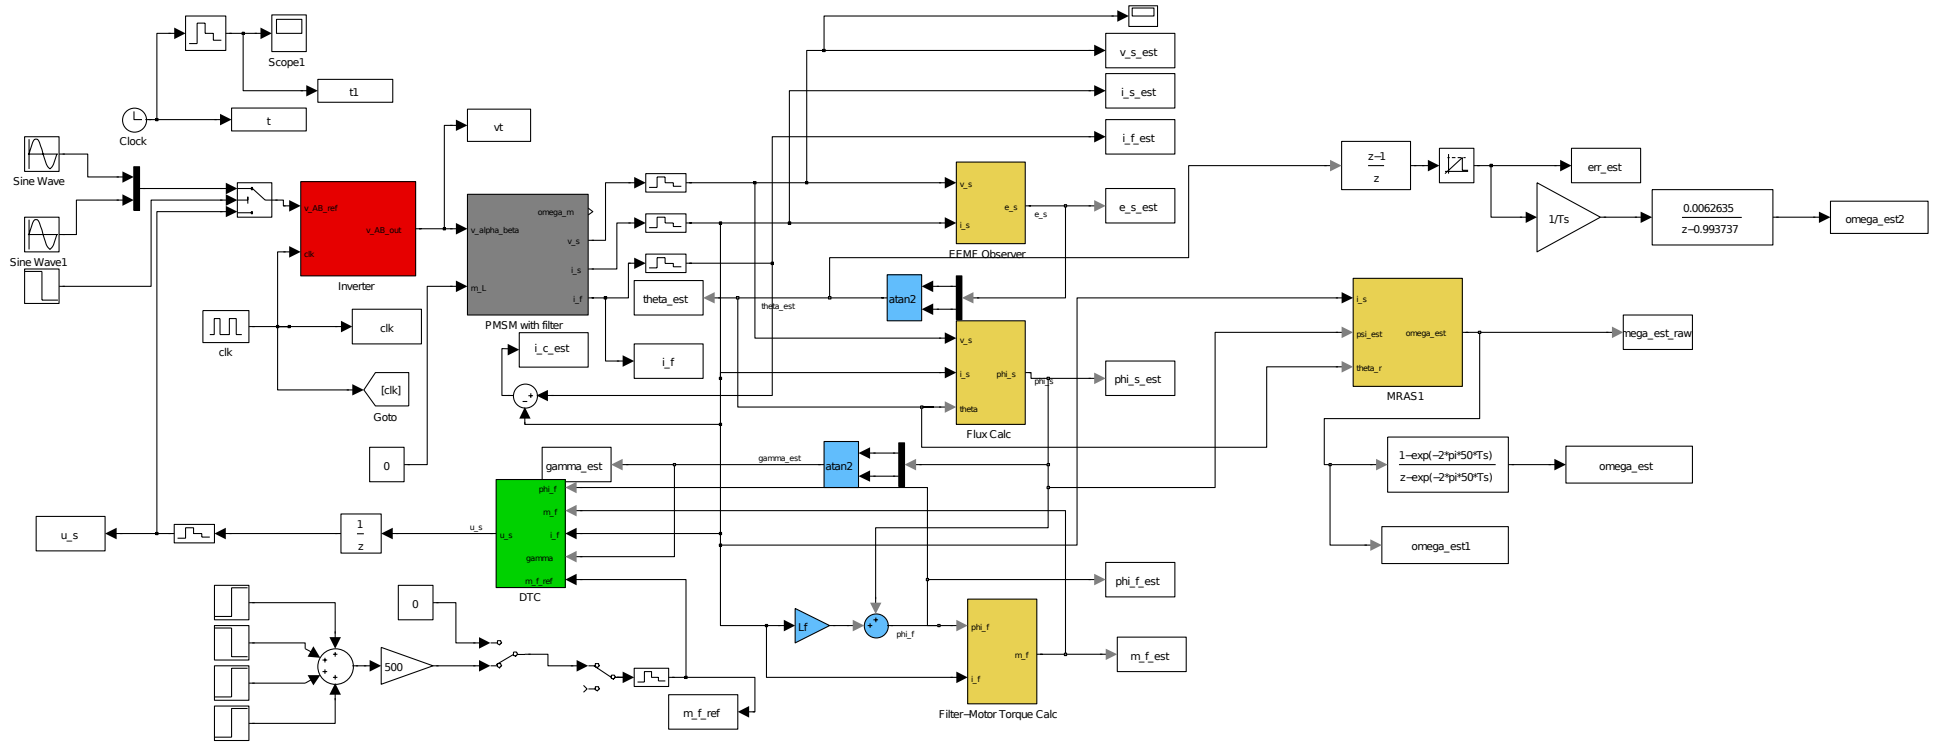 Scope1
t1
Clock
t
vt
Sine Wave
Sine Wave1
v_AB_ref
v_AB_out
clk
Inverter
clk
clk
[clk]
Goto
0
omega_m
v_alpha_beta
v_s
i_s
m_L
i_f
PMSM with filter
i_c_est
i_f
- +
v_s_est
i_s_est
i_f_est
v_s
e_s
i_s
EEMF Observer
e_s
e_s_est
theta_est
theta_est
atan2
v_s
i_s
phi_s
theta
Flux Calc
phi_s
phi_s_est
z-1
z
err_est
1/Ts
0.0062635
z-0.993737
omega_est2
i_s
psi_est
omega_est
theta_r
MRAS1
mega_est_raw
1-exp(-2*pi*50*Ts)
z-exp(-2*pi*50*Ts)
omega_est
omega_est1
gamma_est
gamma_est
atan2
phi_f
m_f
u_s
i_f
gamma
m_f_ref
DTC
u_s
1
z
u_s
0
+
+
+
+
500
m_f_ref
Lf
+
+
phi_f
phi_f_est
phi_f
m_f
i_f
Filter-Motor Torque Calc
m_f_est